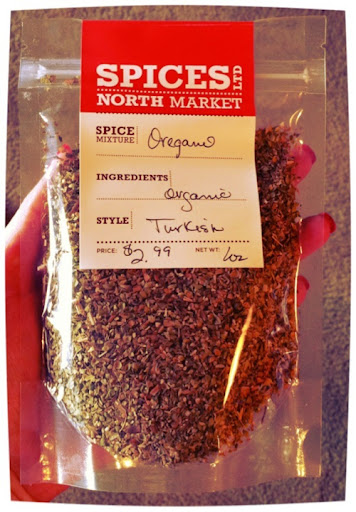 SPICES LTD
NORTH MARKET
SPICE MIXTURE Oregano
INGREDIENTS
organic
STYLE Turkish
PRICE: $2.99 NET WT: 1oz